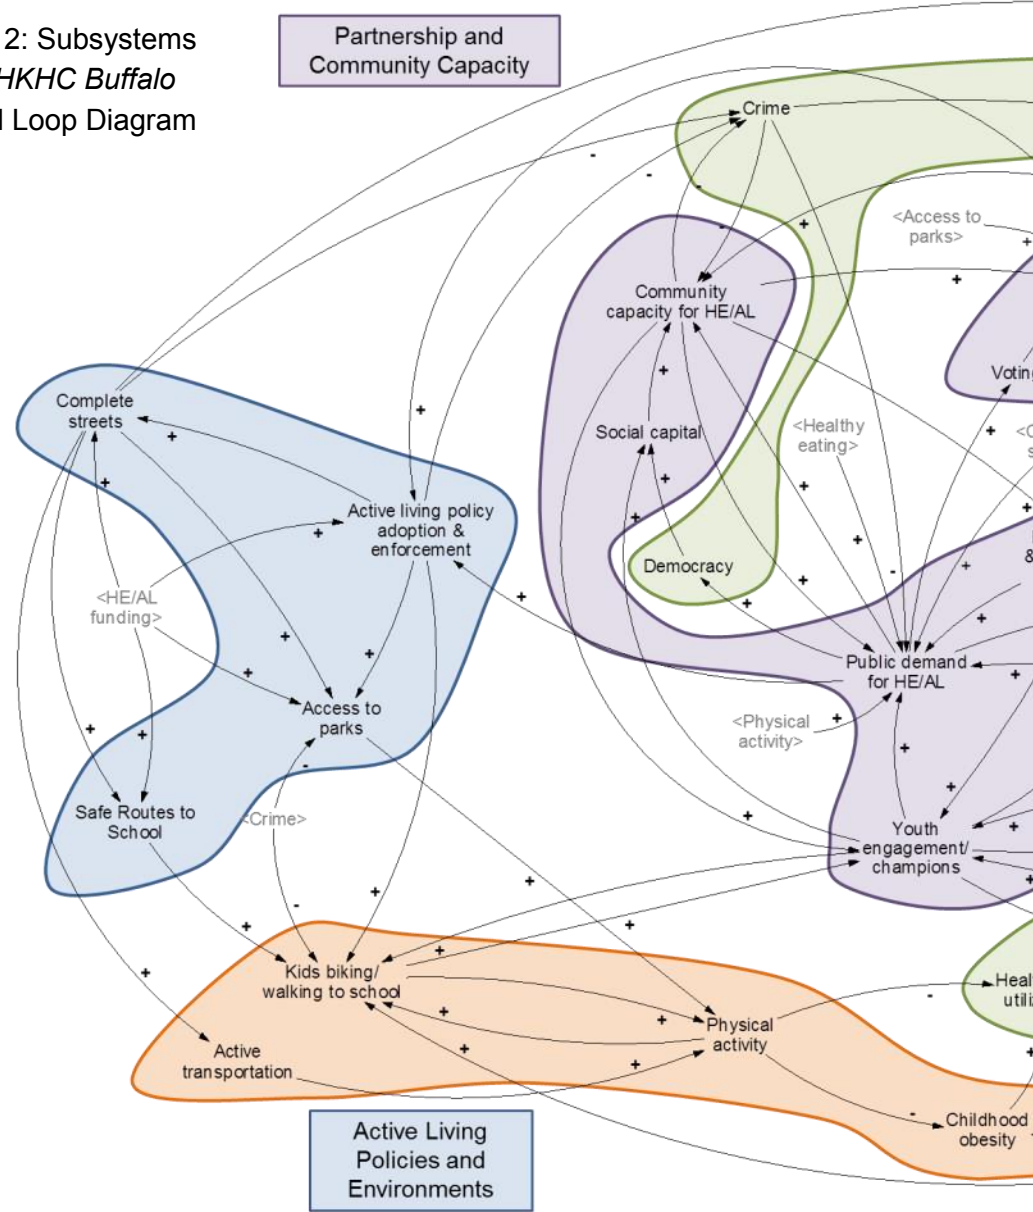 2: Subsystems
HKHC Buffalo
Loop Diagram
Partnership and
Community Capacity
Crime
<Access to
parks>
Community
capacity for HE/AL
Voting
Complete
streets
Social capital
<Healthy
eating>
Active living policy
adoption &
enforcement
&
Democracy
<HE/AL
funding>
Public demand
for HE/AL
Access to
parks
<Physical
activity>
Safe Routes to
School
<Crime>
Youth
engagement/
champions
Kids biking/
walking to school
Physical
activity
Active
transportation
Childhood
obesity
Active Living
Policies and
Environments